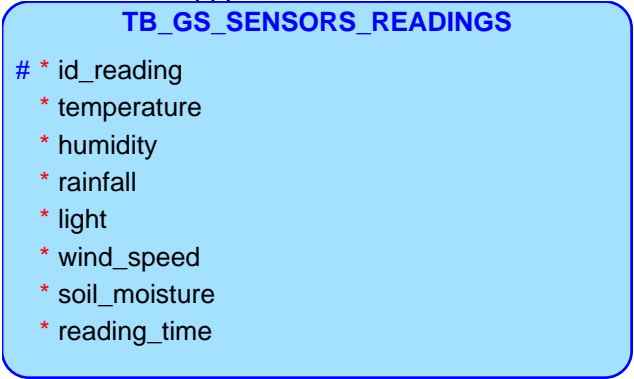 TB_GS_SENSORS_READINGS
# * id_reading
* temperature
* humidity
* rainfall
* light
* wind_speed
* soil_moisture
* reading_time